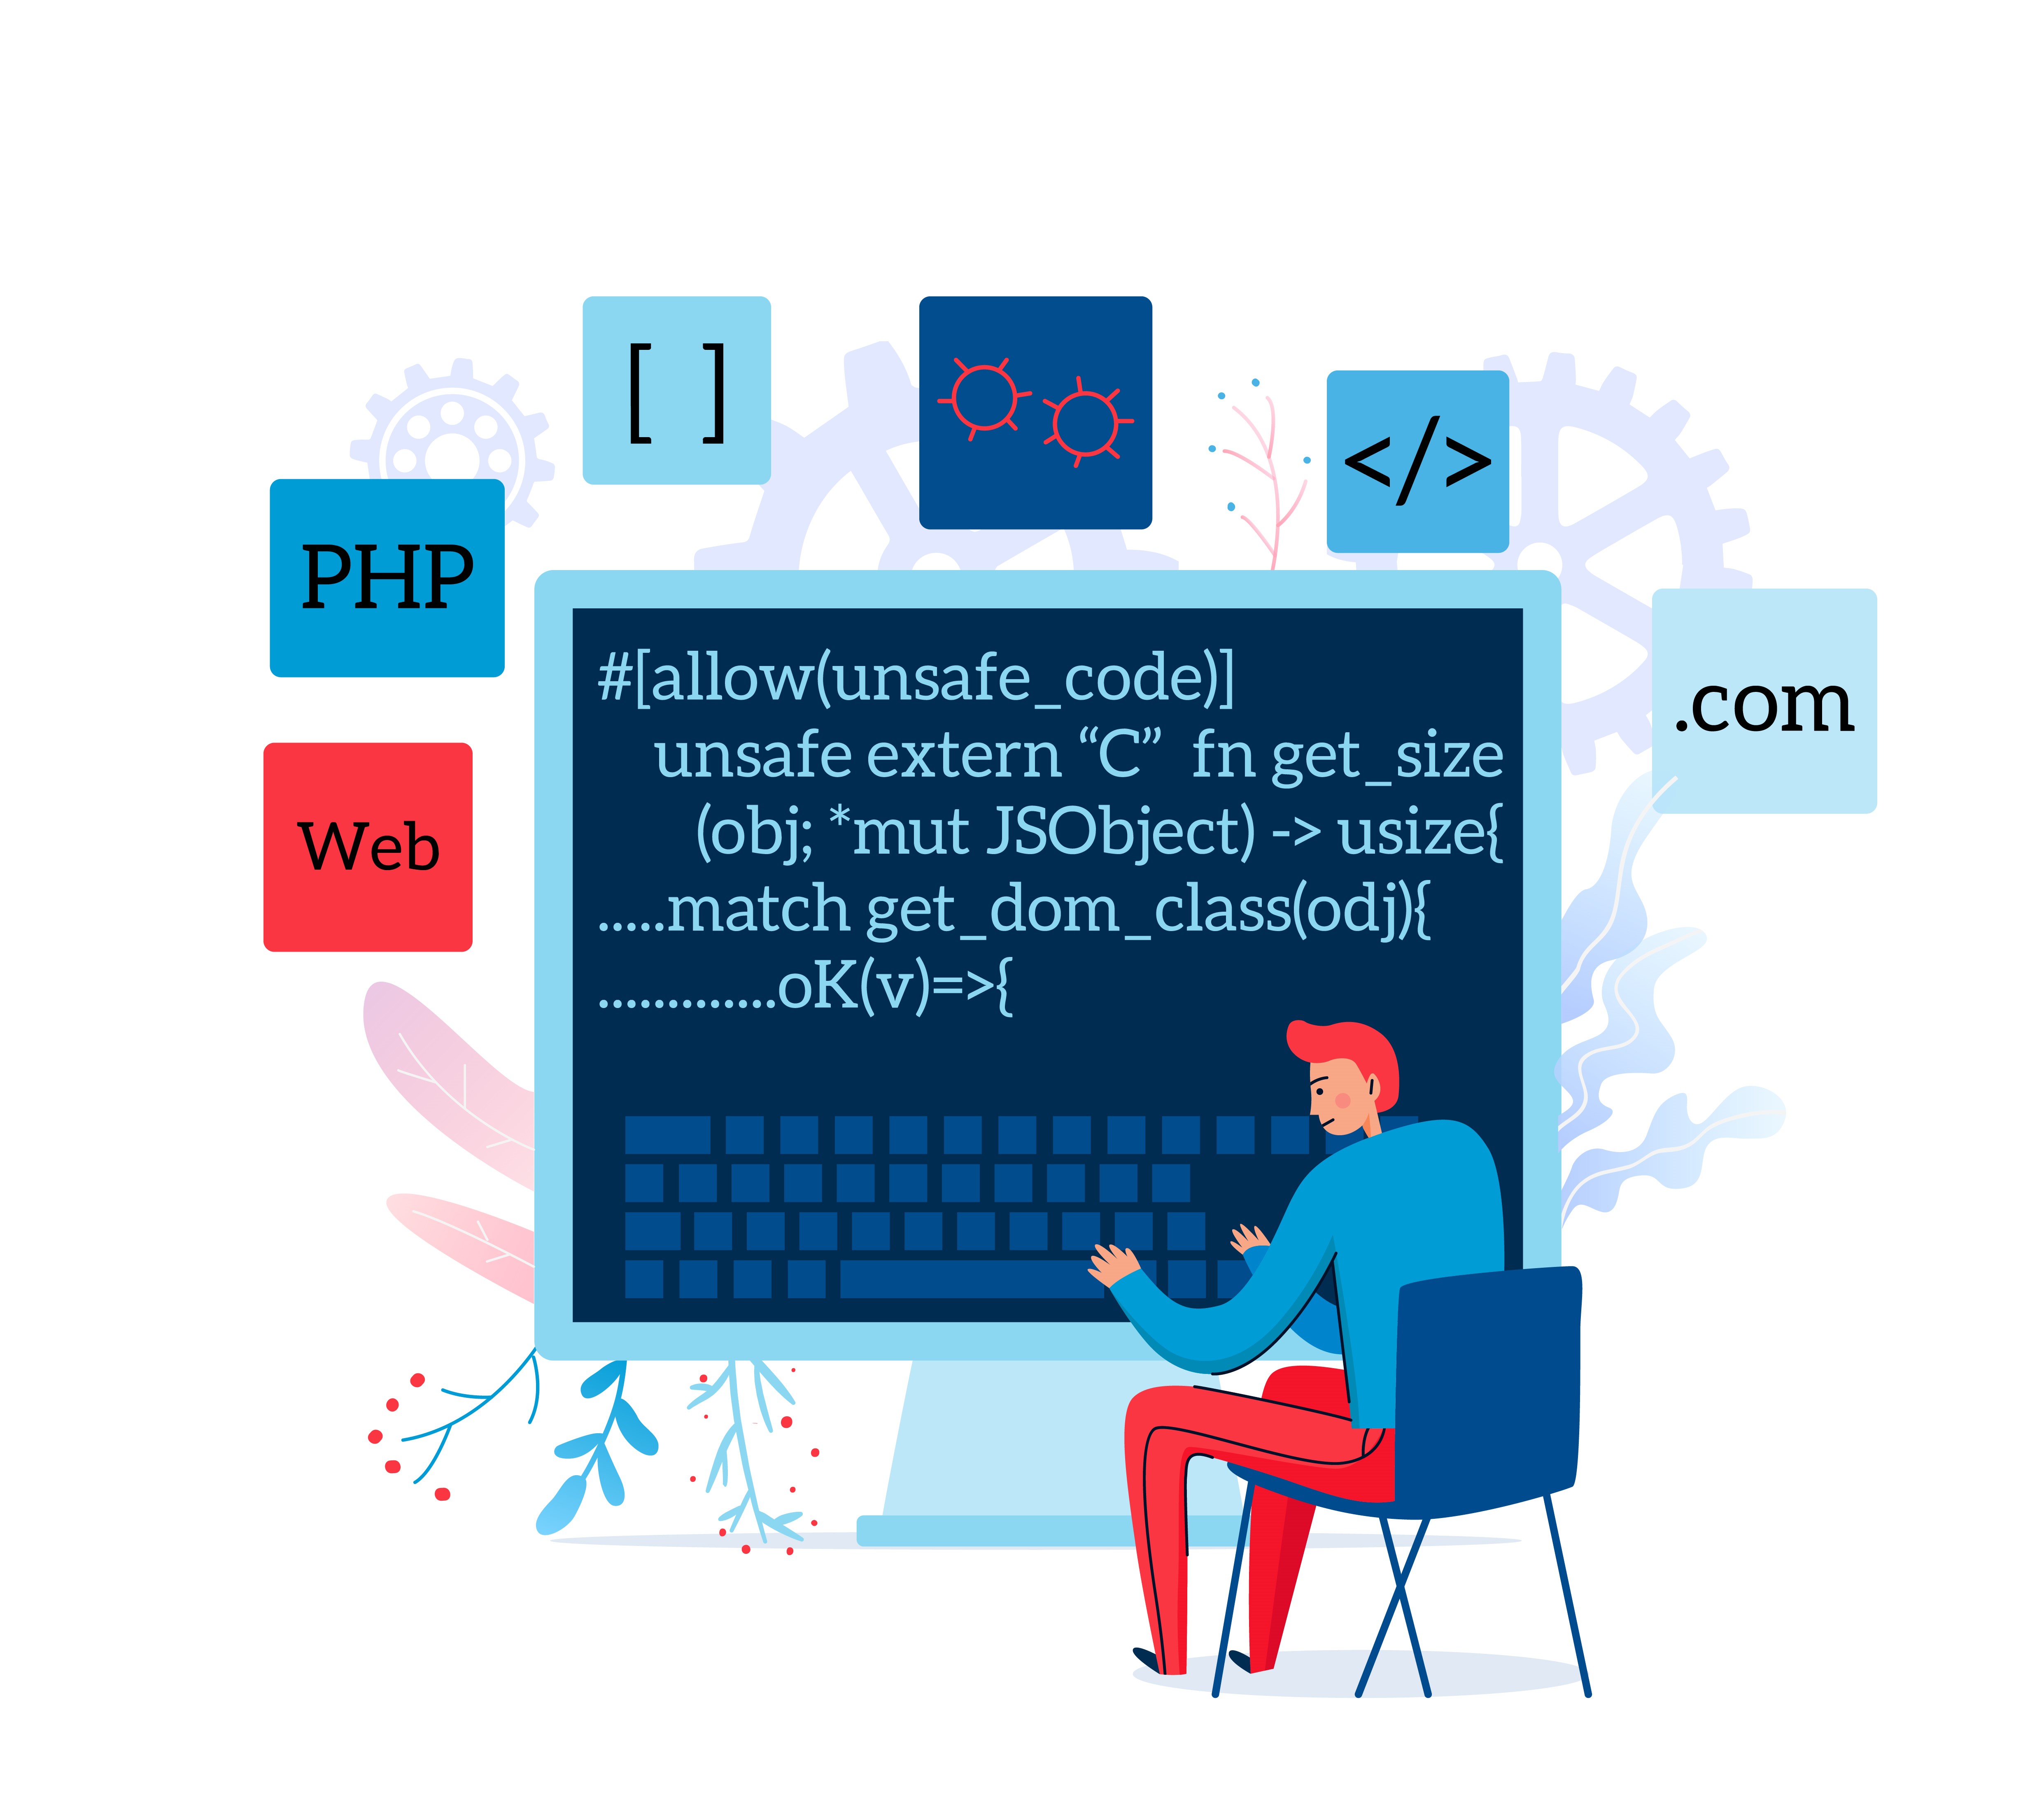 [ ]
</>
PHP
.com
Web
#[allow(unsafe_code)]
unsafe extern “C” fn get_size
(obj; *mut JSObject) -> usize{
......match get_dom_class(odj){
.................oK(v)=>{